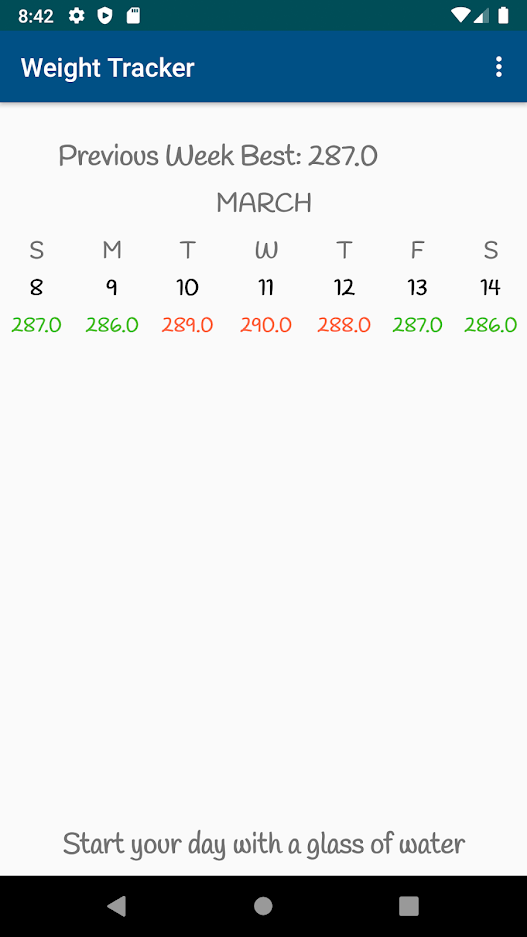 8:42
Weight Tracker
Previous Week Best: 287.0
MARCH
S M T W T F S
8 9 10 11 12 13 14
287.0 286.0 289.0 290.0 288.0 287.0 286.0
Start your day with a glass of water